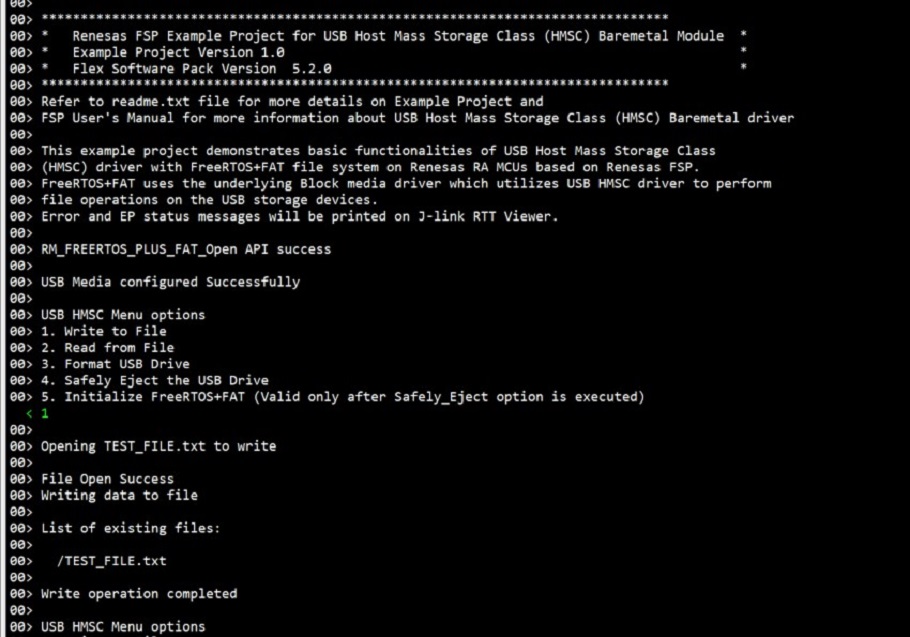 00>
00> *******************************************************************************
00> *   Renesas FSP Example Project for USB Host Mass Storage Class (HMSC) Baremetal Module  *
00> *   Example Project Version 1.0                                                          *
00> *   Flex Software Pack Version  5.2.0                                                    *
00> *******************************************************************************
00> Refer to readme.txt file for more details on Example Project and
00> FSP User's Manual for more information about USB Host Mass Storage Class (HMSC) Baremetal driver
00>
00> This example project demonstrates basic functionalities of USB Host Mass Storage Class
00> (HMSC) driver with FreeRTOS+FAT file system on Renesas RA MCUs based on Renesas FSP.
00> FreeRTOS+FAT uses the underlying Block media driver which utilizes USB HMSC driver to perform
00> file operations on the USB storage devices.
00> Error and EP status messages will be printed on J-link RTT Viewer.
00>
00> RM_FREERTOS_PLUS_FAT_Open API success
00>
00> USB Media configured Successfully
00>
00> USB HMSC Menu options
00> 1. Write to File
00> 2. Read from File
00> 3. Format USB Drive
00> 4. Safely Eject the USB Drive
00> 5. Initialize FreeRTOS+FAT (Valid only after Safely_Eject option is executed)
< 1
00>
00> Opening TEST_FILE.txt to write
00>
00> File Open Success
00> Writing data to file
00>
00> List of existing files:
00>
00>   /TEST_FILE.txt
00>
00> Write operation completed
00>
00> USB HMSC Menu options